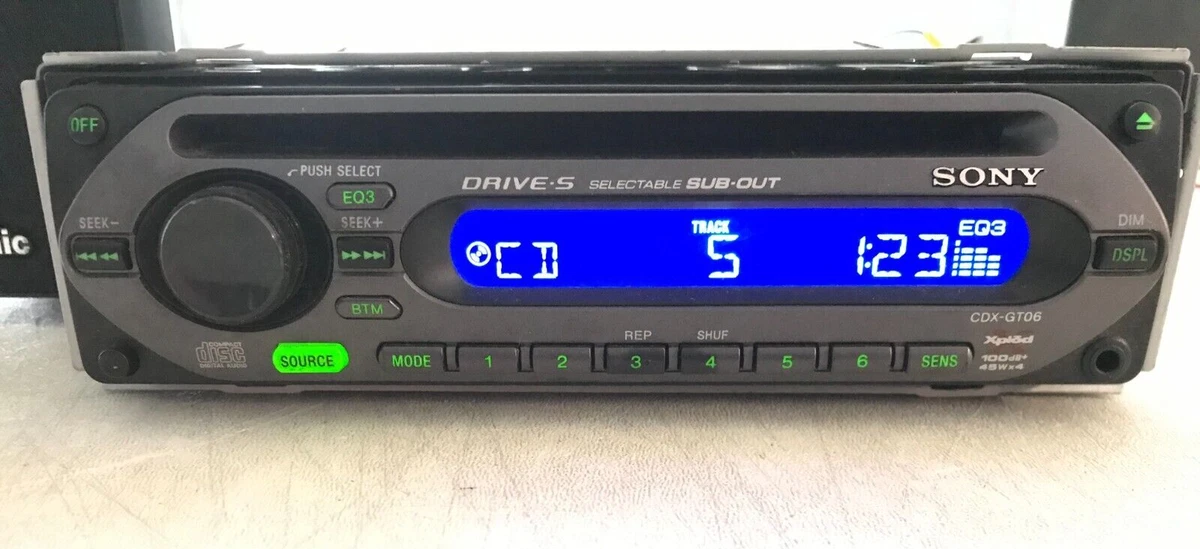 OFF
PUSH SELECT
EQ3
DRIVE·S SELECTABLE SUB-OUT
SONY
SEEK–
SEEK+
DIM
DSPL
BTM
TRACK
EQ3
CD 5 1:23
CDX-GT06
COMPACT
disc
DIGITAL AUDIO
SOURCE
MODE
1
2
REP
3
SHUF
4
5
6
SENS
Xplōd
100dB+
45W×4
nic